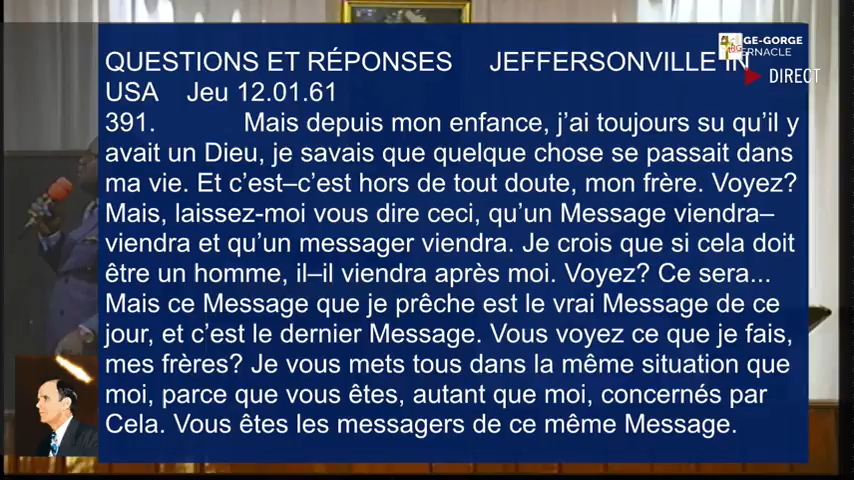 QUESTIONS ET RÉPONSES JEFFERSONVILLE IN
USA Jeu 12.01.61
391. Mais depuis mon enfance, j'ai toujours su qu'il y
avait un Dieu, je savais que quelque chose se passait dans
ma vie. Et c'est–c'est hors de tout doute, mon frère. Voyez?
Mais, laissez-moi vous dire ceci, qu'un Message viendra–
viendra et qu'un messager viendra. Je crois que si cela doit
être un homme, il–il viendra après moi. Voyez? Ce sera...
Mais ce Message que je prêche est le vrai Message de ce
jour, et c'est le dernier Message. Vous voyez ce que je fais,
mes frères? Je vous mets tous dans la même situation que
moi, parce que vous êtes, autant que moi, concernés par
Cela. Vous êtes les messagers de ce même Message.
GE-GORGE
ERNACLE
DIRECT